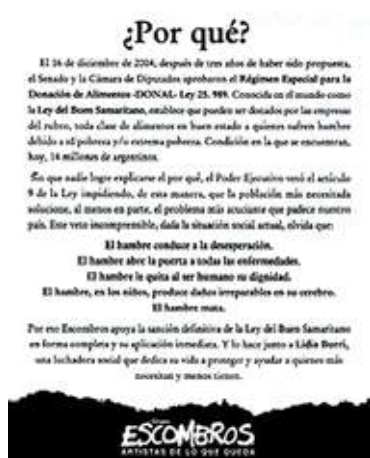 ¿Por qué?
El 16 de diciembre de 2004, después de tres años de haber sido propuesta,
el Senado y la Cámara de Diputados aprobaron el Régimen Especial para la
Donación de Alimentos -DONAL- Ley 25. 989. Conocida en el mundo como
la Ley del Buen Samaritano, establece que pueden ser donados por las empresas
del rubro, toda clase de alimentos en buen estado a quienes sufren hambre
debido a su pobreza y/o extrema pobreza. Condición en la que se encuentran,
hoy, 14 millones de argentinos.
Sin que nadie logre explicarse el por qué, el Poder Ejecutivo vetó el artículo
9 de la Ley impidiendo, de esta manera, que la población más necesitada
solucione, al menos en parte, el problema más acuciante que padece nuestro
país. Este veto incomprensible, dada la situación social actual, olvida que:
El hambre conduce a la desesperación.
El hambre abre la puerta a todas las enfermedades.
El hambre le quita al ser humano su dignidad.
El hambre, en los niños, produce daños irreparables en su cerebro.
El hambre mata.
Por eso Escombros apoya la sanción definitiva de la Ley del Buen Samaritano
en forma completa y su aplicación inmediata. Y lo hace junto a Lidia Burri,
una luchadora social que dedica su vida a proteger y ayudar a quienes más
necesitan y menos tienen.
Grupo
ESCOMBROS
ARTISTAS DE LO QUE QUEDA